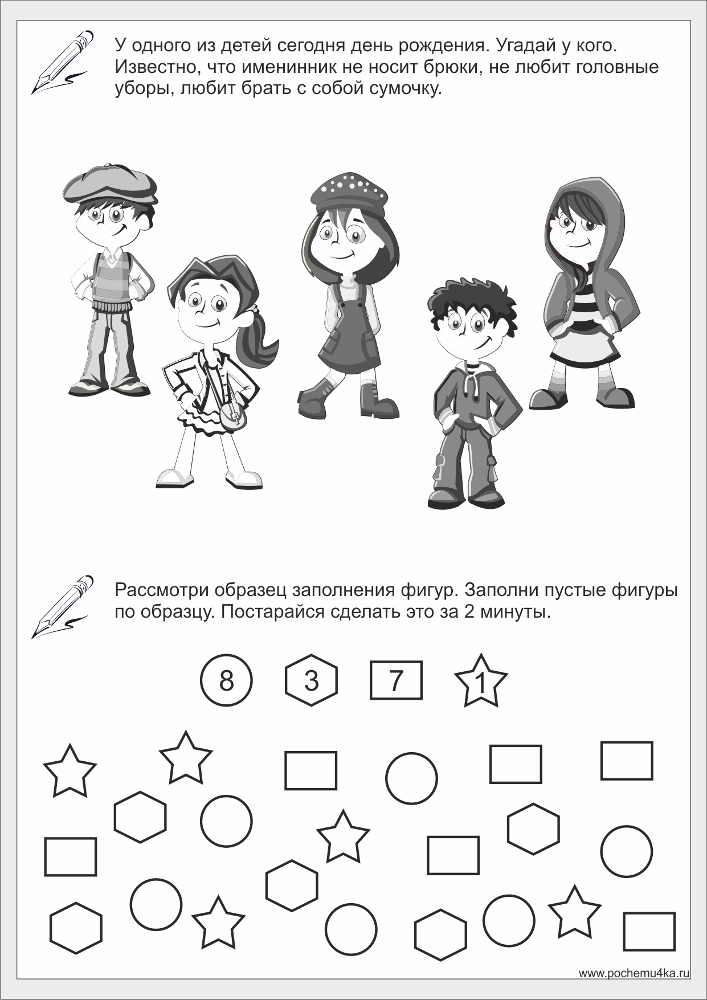 У одного из детей сегодня день рождения. Угадай у кого.
Известно, что именинник не носит брюки, не любит головные
уборы, любит брать с собой сумочку.
Рассмотри образец заполнения фигур. Заполни пустые фигуры
по образцу. Постарайся сделать это за 2 минуты.
8 3 7 1
www.pochemu4ka.ru